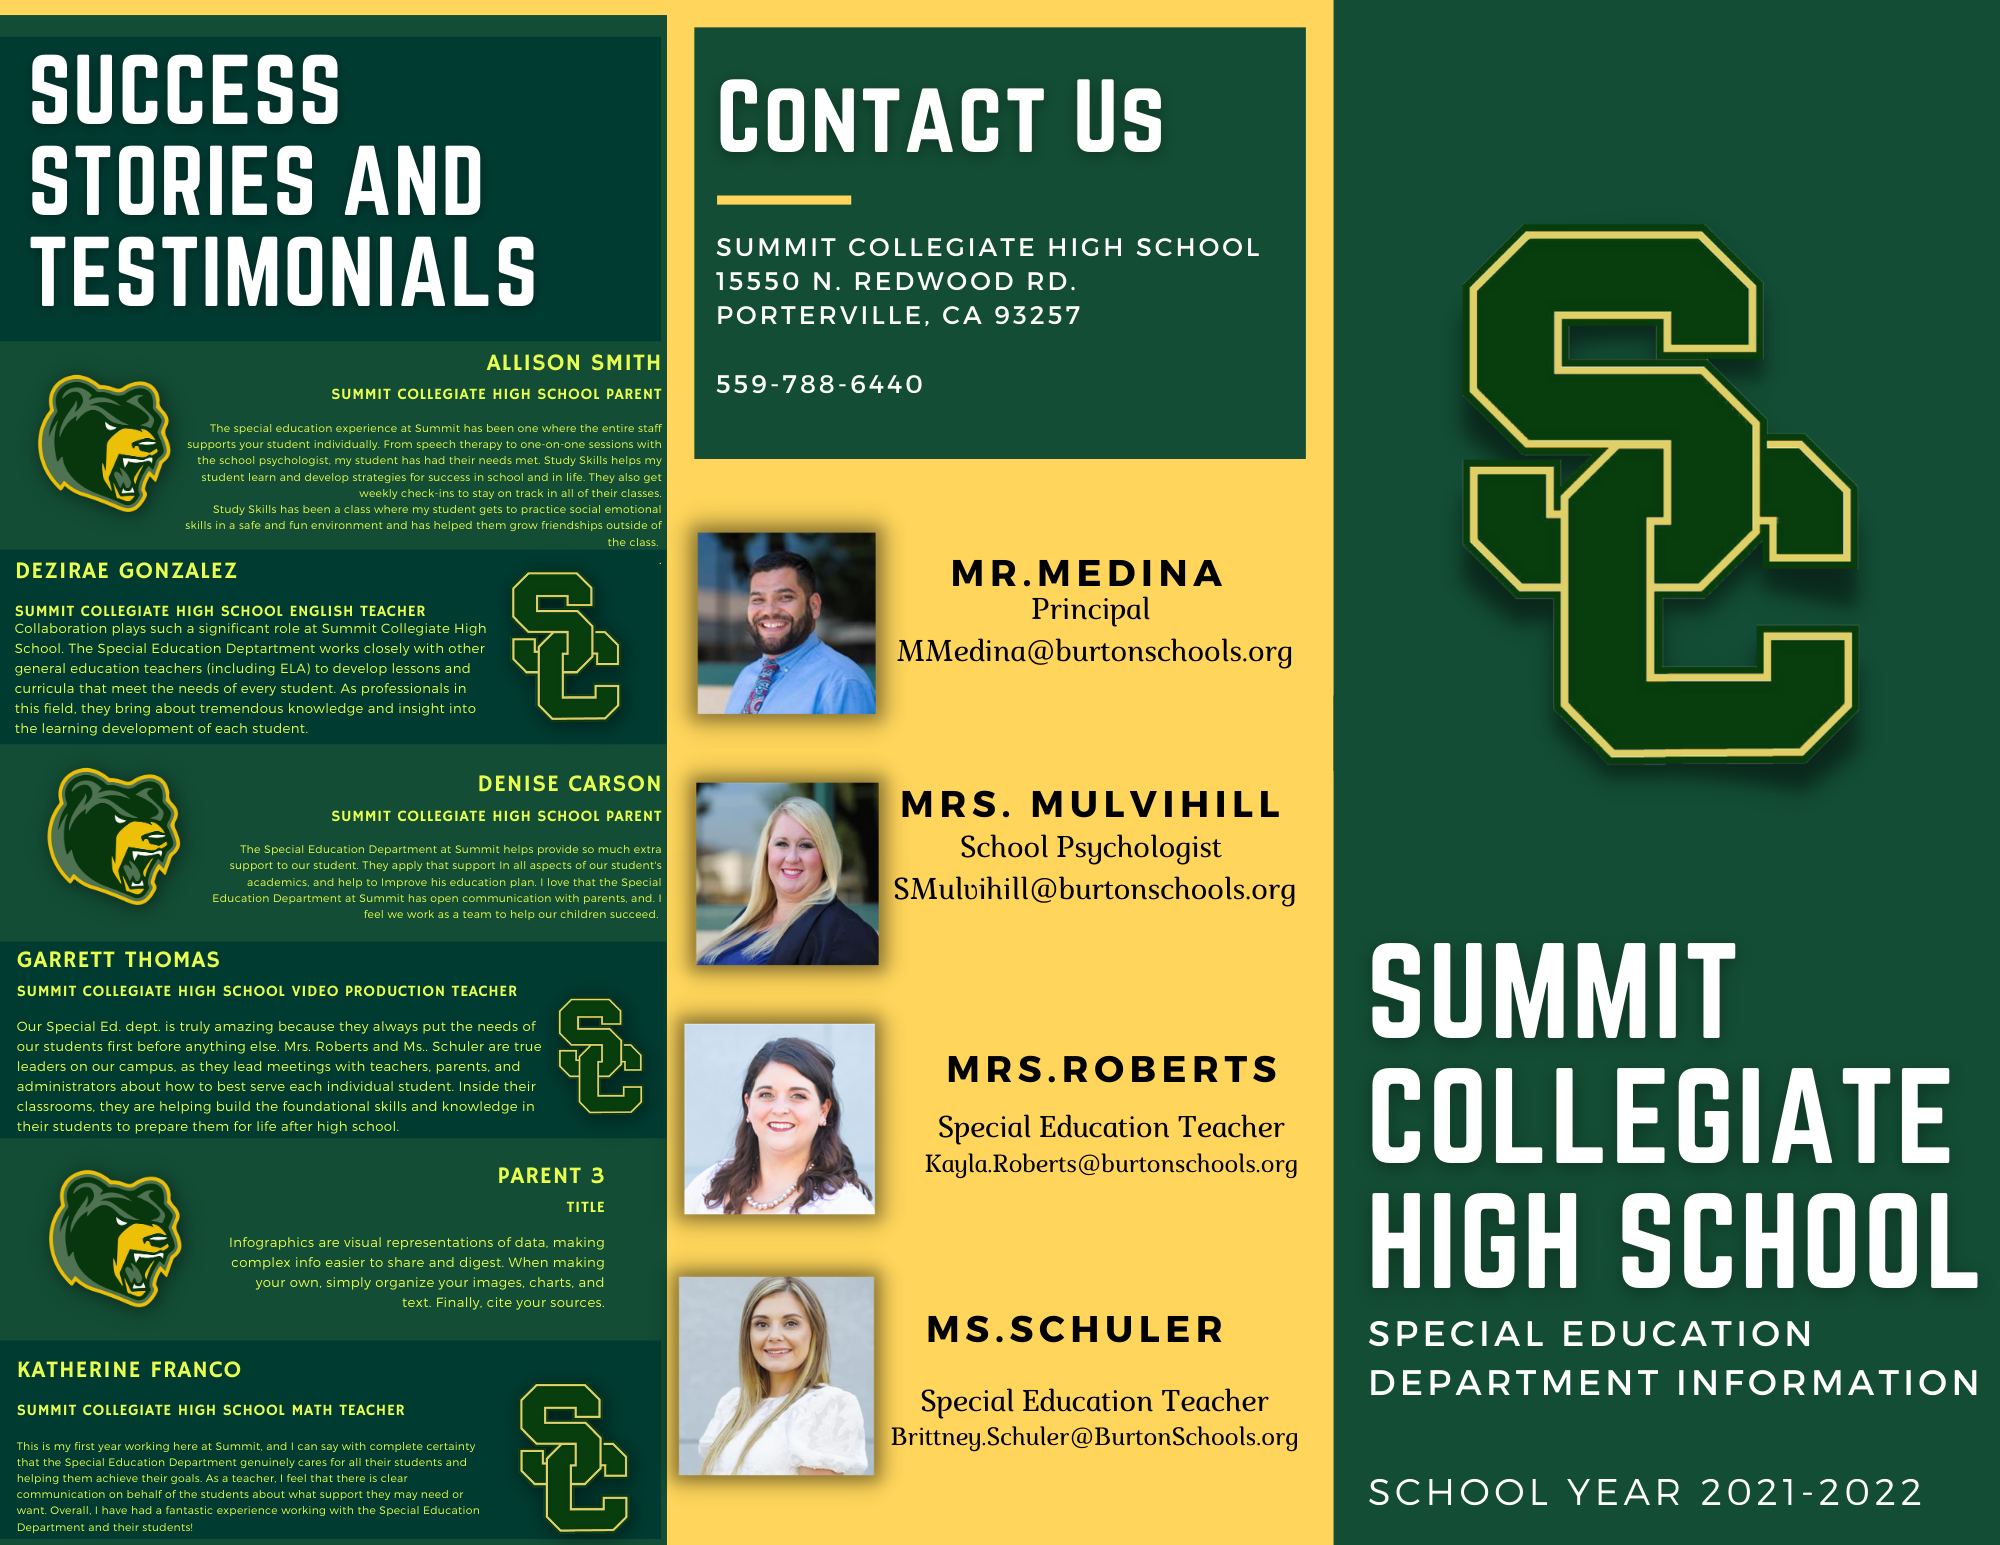 SUCCESS
STORIES AND
TESTIMONIALS
ALLISON SMITH
SUMMIT COLLEGIATE HIGH SCHOOL PARENT
The special education experience at Summit has been one where the entire staff
supports your student individually. From speech therapy to one-on-one sessions with
the school psychologist, my student has had their needs met. Study Skills helps my
student learn and develop strategies for success in school and in life. They also get
weekly check-ins to stay on track in all of their classes.
Study Skills has been a class where my student gets to practice social emotional
skills in a safe and fun environment and has helped them grow friendships outside of
the class.
.
DEZIRAE GONZALEZ
SUMMIT COLLEGIATE HIGH SCHOOL ENGLISH TEACHER
Collaboration plays such a significant role at Summit Collegiate High
School. The Special Education Deptartment works closely with other
general education teachers (including ELA) to develop lessons and
curricula that meet the needs of every student. As professionals in
this field, they bring about tremendous knowledge and insight into
the learning development of each student.
DENISE CARSON
SUMMIT COLLEGIATE HIGH SCHOOL PARENT
The Special Education Department at Summit helps provide so much extra
support to our student. They apply that support In all aspects of our student's
academics, and help to Improve his education plan. I love that the Special
Education Department at Summit has open communication with parents, and. I
feel we work as a team to help our children succeed.
GARRETT THOMAS
SUMMIT COLLEGIATE HIGH SCHOOL VIDEO PRODUCTION TEACHER
Our Special Ed. dept. is truly amazing because they always put the needs of
our students first before anything else. Mrs. Roberts and Ms.. Schuler are true
leaders on our campus, as they lead meetings with teachers, parents, and
administrators about how to best serve each individual student. Inside their
classrooms, they are helping build the foundational skills and knowledge in
their students to prepare them for life after high school.
PARENT 3
TITLE
Infographics are visual representations of data, making
complex info easier to share and digest. When making
your own, simply organize your images, charts, and
text. Finally, cite your sources.
KATHERINE FRANCO
SUMMIT COLLEGIATE HIGH SCHOOL MATH TEACHER
This is my first year working here at Summit, and I can say with complete certainty
that the Special Education Department genuinely cares for all their students and
helping them achieve their goals. As a teacher, I feel that there is clear
communication on behalf of the students about what support they may need or
want. Overall, I have had a fantastic experience working with the Special Education
Department and their students!
SC
SC
SC
CONTACT US
SUMMIT COLLEGIATE HIGH SCHOOL
15550 N. REDWOOD RD.
PORTERVILLE, CA 93257
559-788-6440
MR.MEDINA
Principal
MMedina@burtonschools.org
MRS. MULVIHILL
School Psychologist
SMulvihill@burtonschools.org
MRS.ROBERTS
Special Education Teacher
Kayla.Roberts@burtonschools.org
MS.SCHULER
Special Education Teacher
Brittney.Schuler@BurtonSchools.org
SC
SUMMIT
COLLEGIATE
HIGH SCHOOL
SPECIAL EDUCATION
DEPARTMENT INFORMATION
SCHOOL YEAR 2021-2022